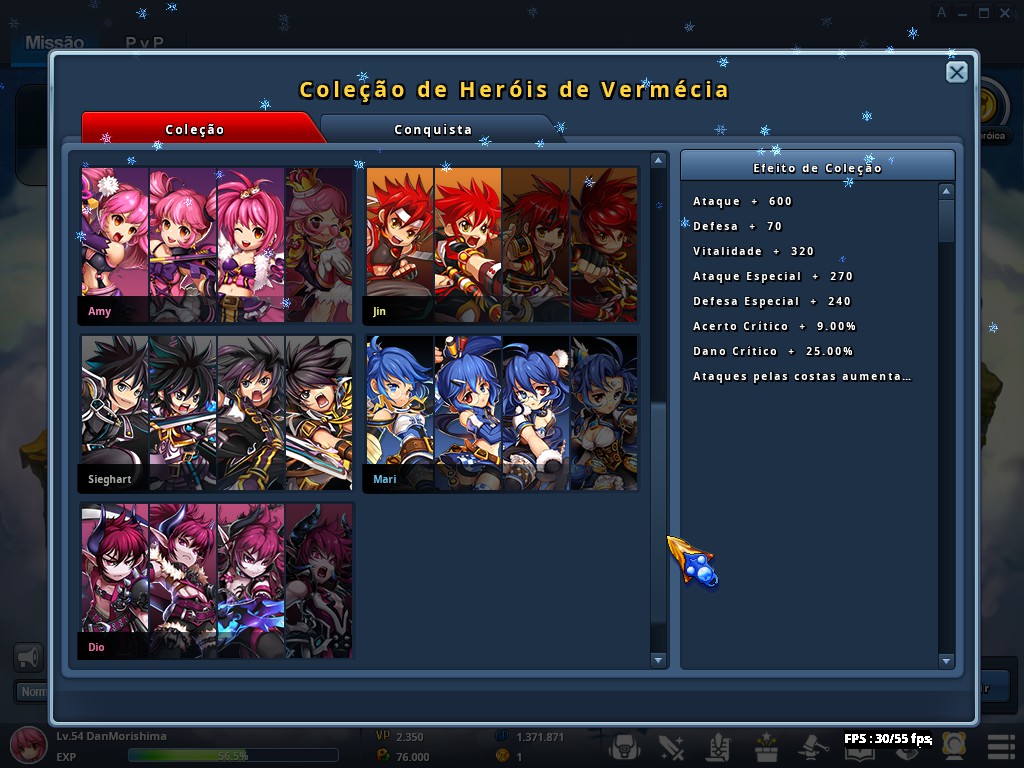 A
Missão PvP
Coleção de Heróis de Vermécia
Coleção Conquista
Amy
Jin
Sieghart
Mari
Dio
Efeito de Coleção
Ataque + 600
Defesa + 70
Vitalidade + 320
Ataque Especial + 270
Defesa Especial + 240
Acerto Crítico + 9.00%
Dano Crítico + 25.00%
Ataques pelas costas aumenta...
Norm
Lv.54 DanMorishima
EXP 56.5%
VP 2.350
76.000
1.371.871
1
FPS : 30/55 fps